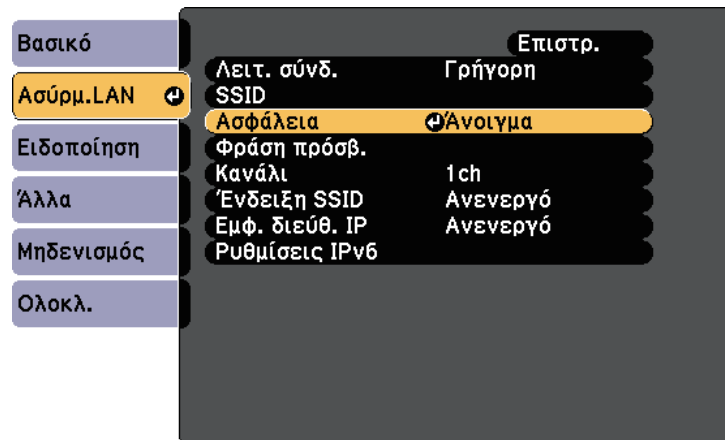 Βασικό
Ασύρμ.LAN
Ειδοποίηση
Άλλα
Μηδενισμός
Ολοκλ.
Επιστρ.
Λειτ. σύνδ. Γρήγορη
SSID
Ασφάλεια Άνοιγμα
Φράση πρόσβ.
Κανάλι 1ch
Ένδειξη SSID Ανενεργό
Εμφ. διεύθ. IP Ανενεργό
Ρυθμίσεις IPv6